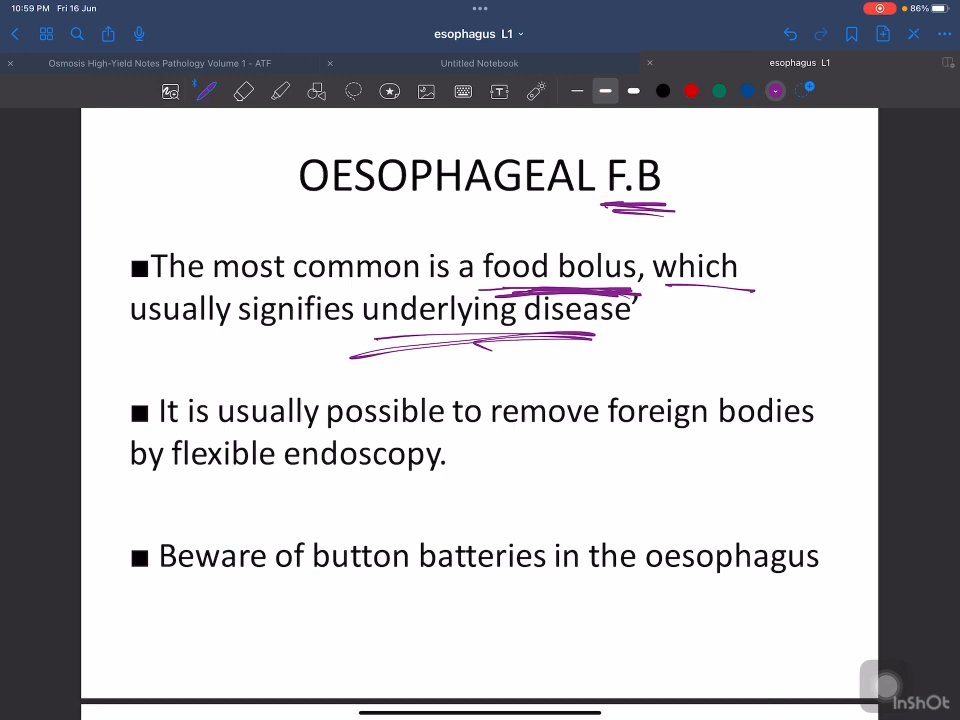 10:59 PM Fri 16 Jun
86%
esophagus L1
Osmosis High-Yield Notes Pathology Volume 1 - ATF
Untitled Notebook
esophagus L1
OESOPHAGEAL F.B
■The most common is a food bolus, which
usually signifies underlying disease’
■ It is usually possible to remove foreign bodies
by flexible endoscopy.
■ Beware of button batteries in the oesophagus
InShOt